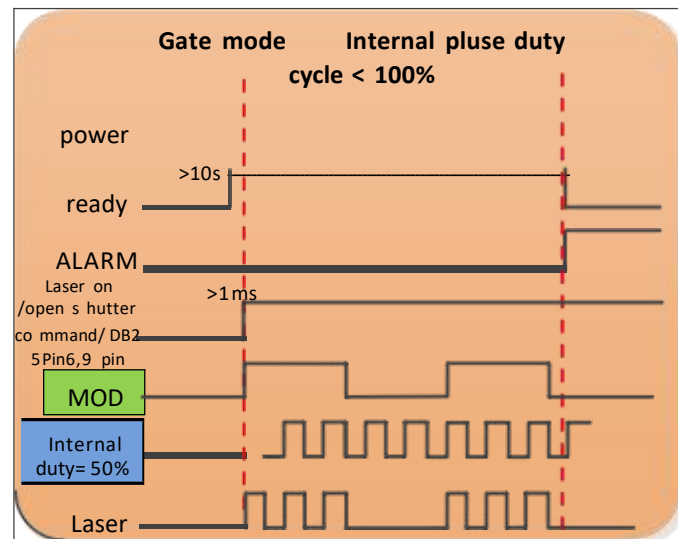 Gate mode Internal pluse duty
cycle < 100%
power
>10s
ready
ALARM
Laser on
>1ms
/open s hutter
co mmand/ DB2
5Pin6,9 pin
MOD
Internal
duty= 50%
Laser